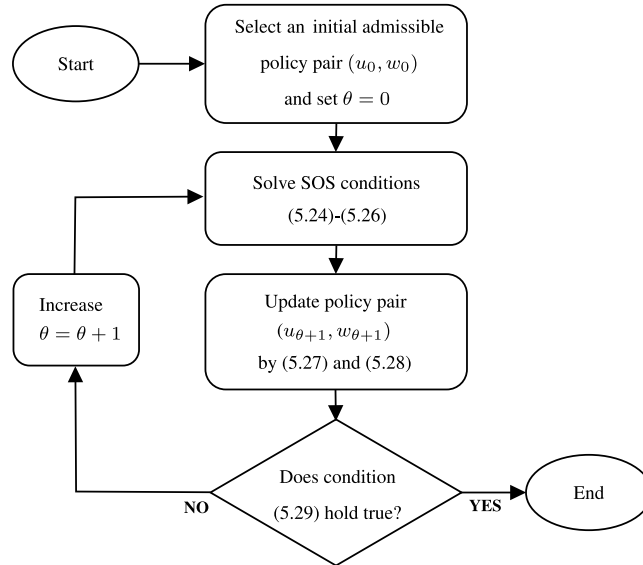 Start
Select an initial admissible
policy pair (u₀, w₀)
and set θ = 0
Solve SOS conditions
(5.24)-(5.26)
Increase
θ = θ + 1
Update policy pair
(u_{θ+1}, w_{θ+1})
by (5.27) and (5.28)
Does condition
(5.29) hold true?
NO
YES
End